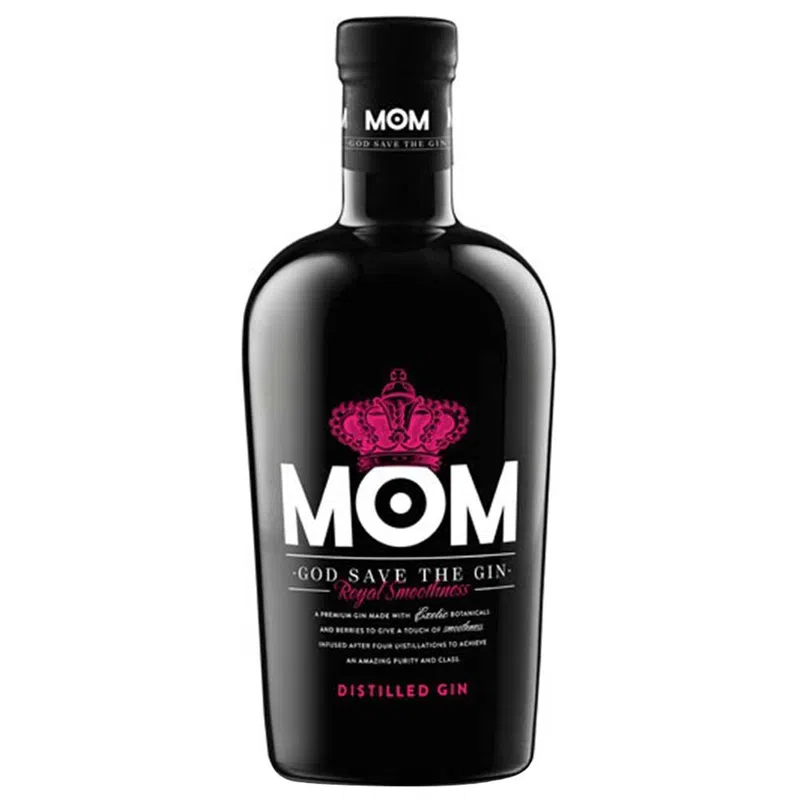 MOM
GOD SAVE THE GIN
MOM
·GOD SAVE THE GIN·
Royal Smoothness
A PREMIUM GIN MADE WITH Exotic BOTANICALS
AND BERRIES TO GIVE A TOUCH OF smoothness.
INFUSED AFTER FOUR DISTILLATIONS TO ACHIEVE
AN AMAZING PURITY AND CLASS.
DISTILLED GIN